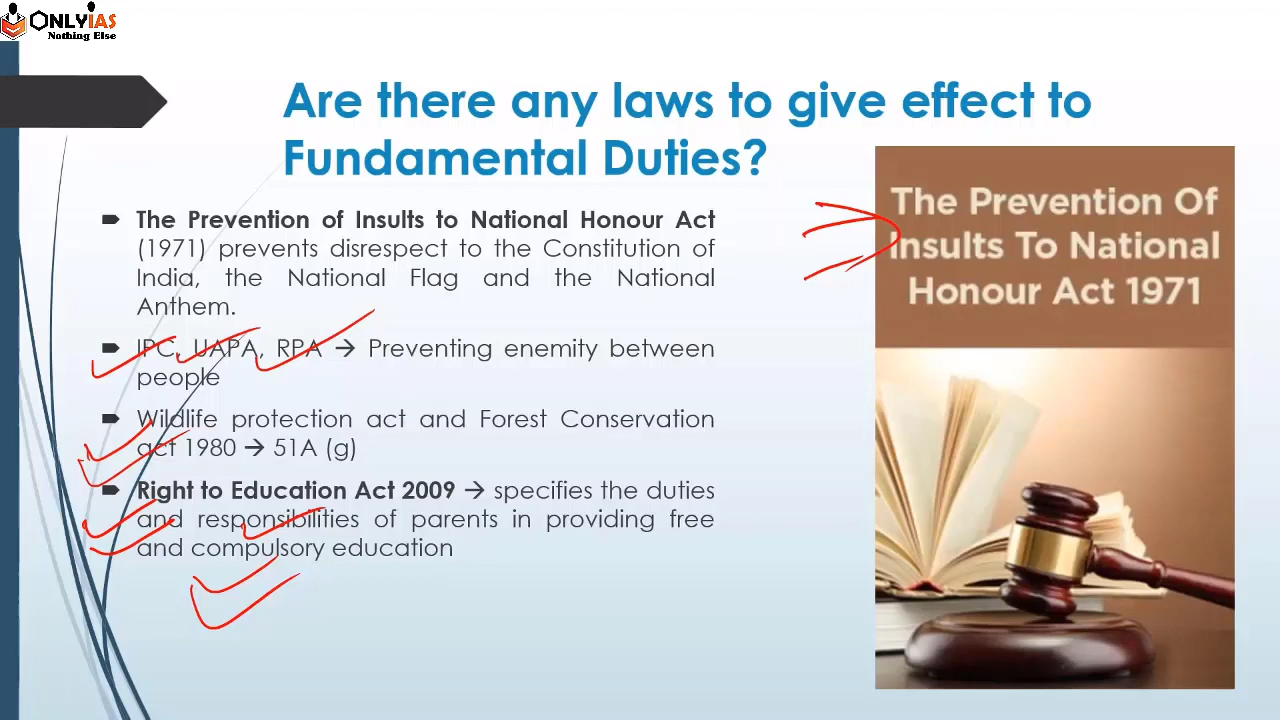 ONLYIAS
Nothing Else
Are there any laws to give effect to
Fundamental Duties?
The Prevention of Insults to National Honour Act
(1971) prevents disrespect to the Constitution of
India, the National Flag and the National
Anthem.
IPC, UAPA, RPA → Preventing enemity between
people
Wildlife protection act and Forest Conservation
act 1980 → 51A (g)
Right to Education Act 2009 → specifies the duties
and responsibilities of parents in providing free
and compulsory education
The Prevention Of
Insults To National
Honour Act 1971